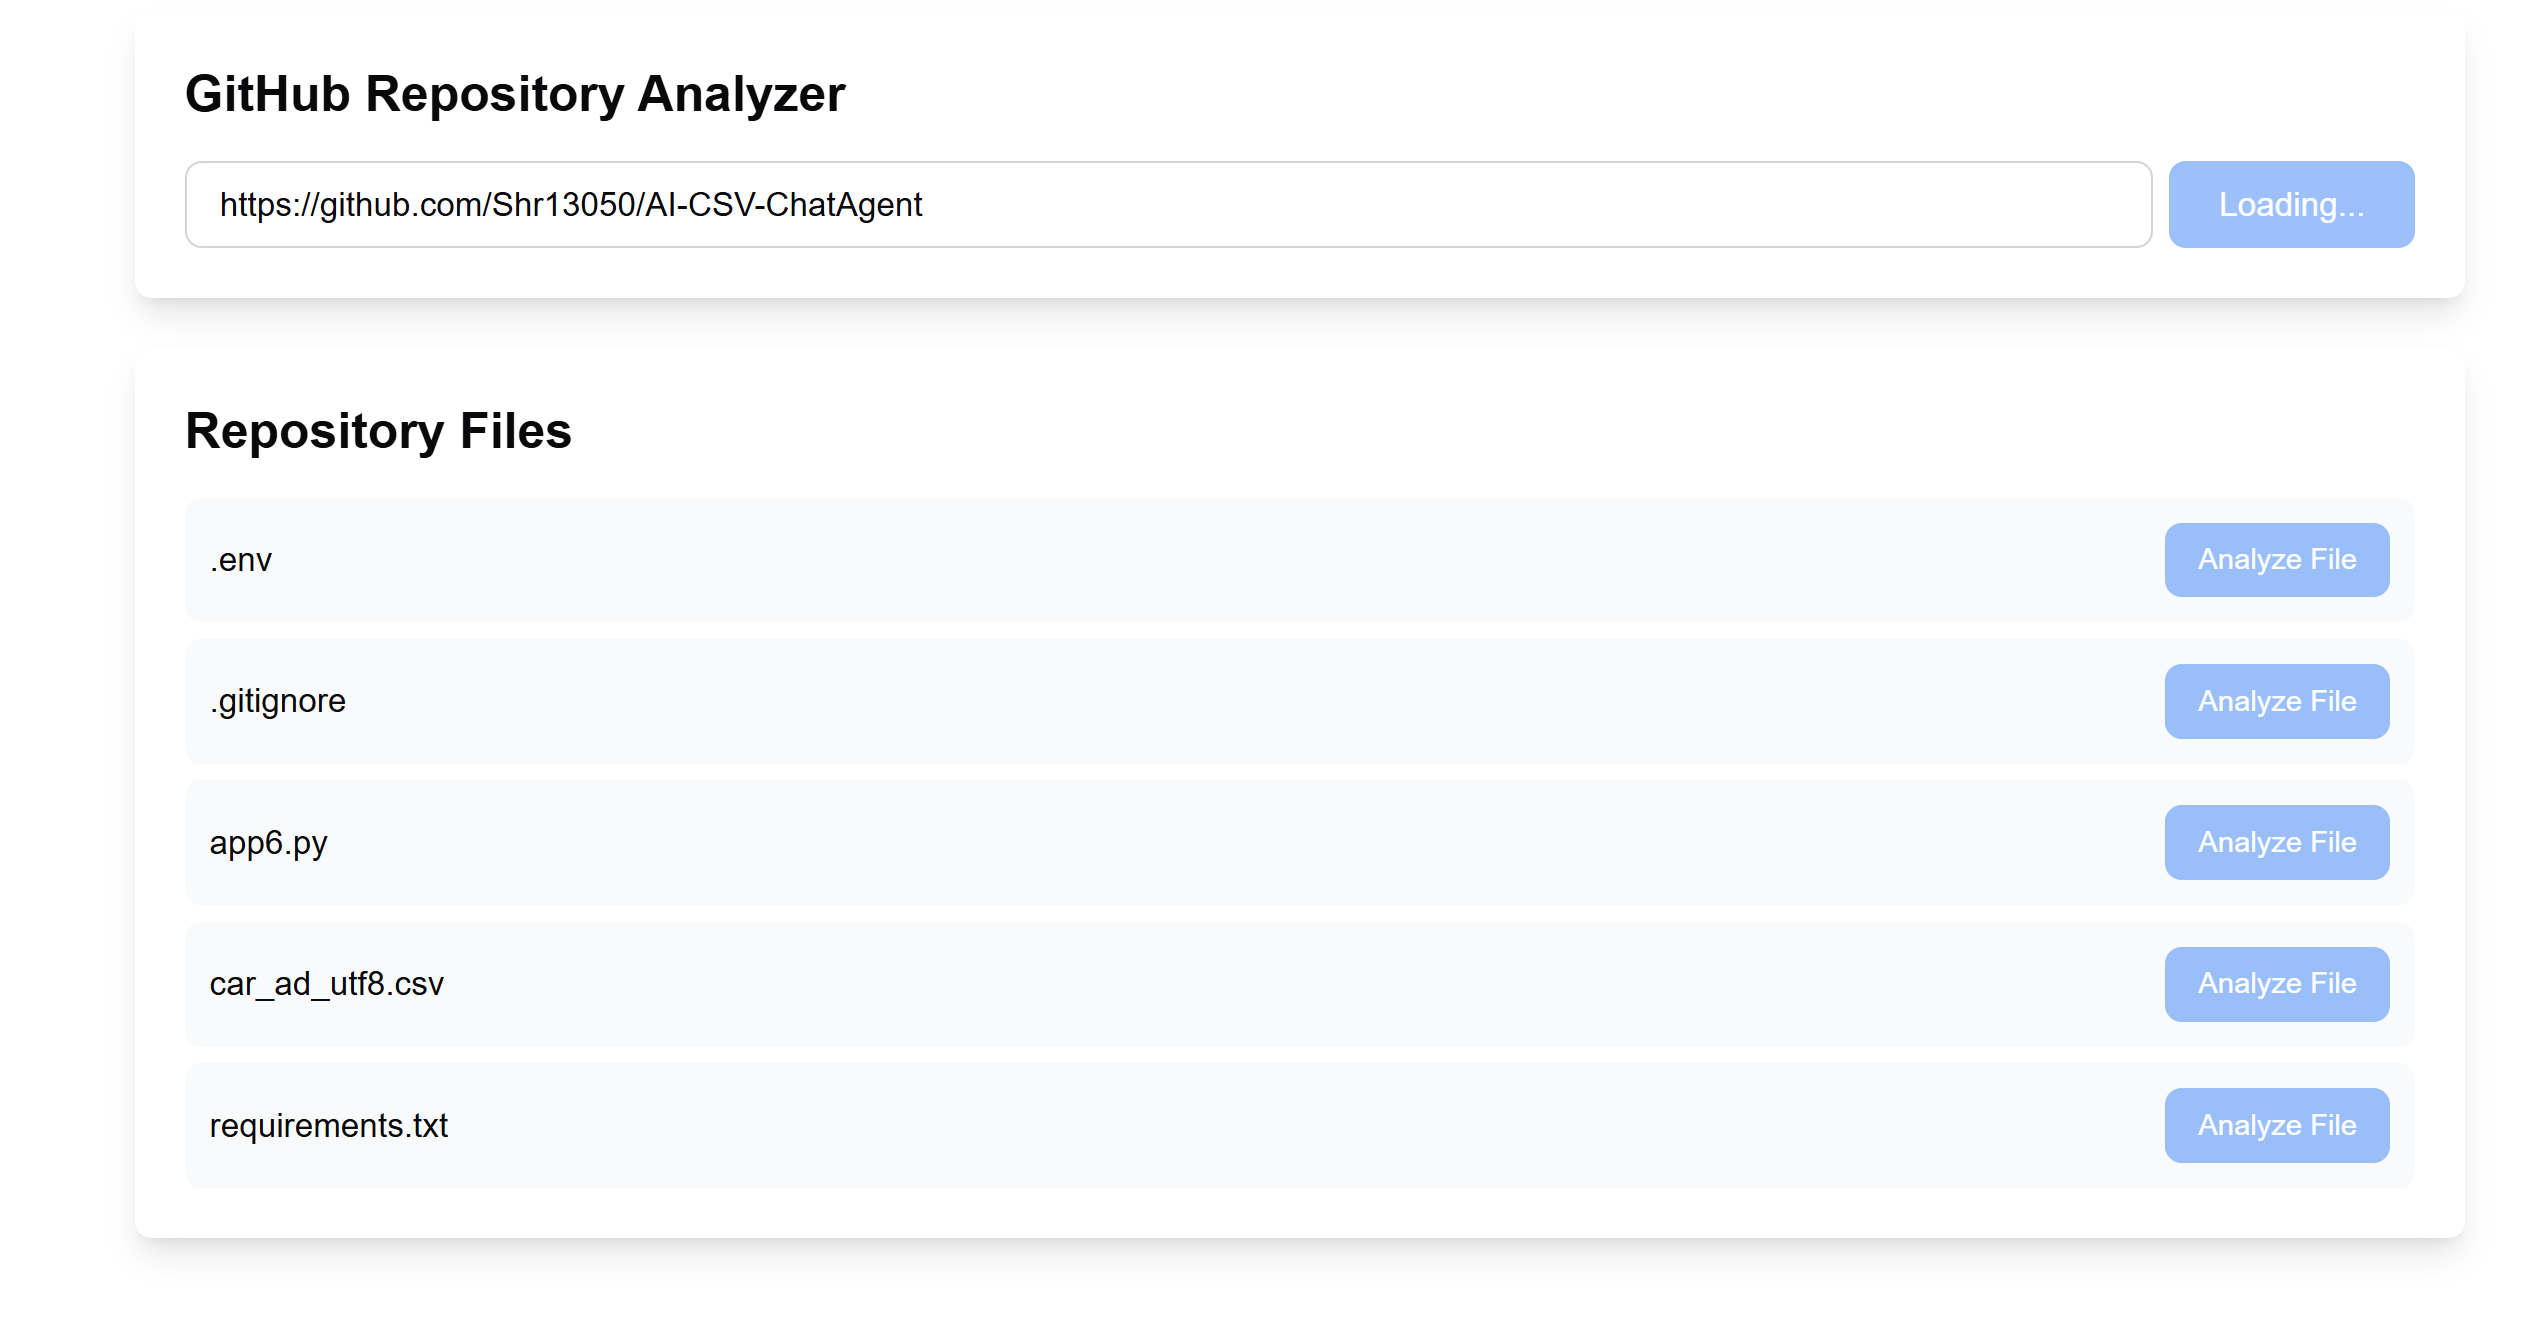 GitHub Repository Analyzer
https://github.com/Shr13050/AI-CSV-ChatAgent
Loading...
Repository Files
.env
Analyze File
.gitignore
Analyze File
app6.py
Analyze File
car_ad_utf8.csv
Analyze File
requirements.txt
Analyze File